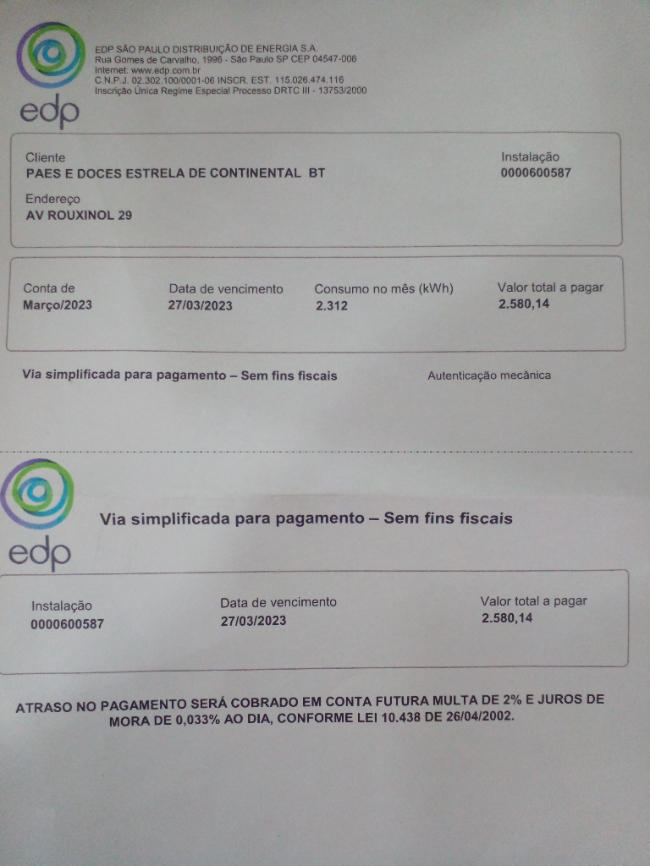 edp
EDP SÃO PAULO DISTRIBUIÇÃO DE ENERGIA S.A.
Rua Gomes de Carvalho, 1996 - São Paulo SP CEP 04547-006
Internet: www.edp.com.br
C.N.P.J. 02.302.100/0001-06 INSCR. EST. 115.026.474.116
Inscrição Única Regime Especial Processo DRTC III - 13753/2000
Cliente
PAES E DOCES ESTRELA DE CONTINENTAL BT
Instalação
0000600587
Endereço
AV ROUXINOL 29
Conta de
Março/2023
Data de vencimento
27/03/2023
Consumo no mês (kWh)
2.312
Valor total a pagar
2.580,14
Via simplificada para pagamento – Sem fins fiscais
Autenticação mecânica
edp
Via simplificada para pagamento – Sem fins fiscais
Instalação
0000600587
Data de vencimento
27/03/2023
Valor total a pagar
2.580,14
ATRASO NO PAGAMENTO SERÁ COBRADO EM CONTA FUTURA MULTA DE 2% E JUROS DE
MORA DE 0,033% AO DIA, CONFORME LEI 10.438 DE 26/04/2002.